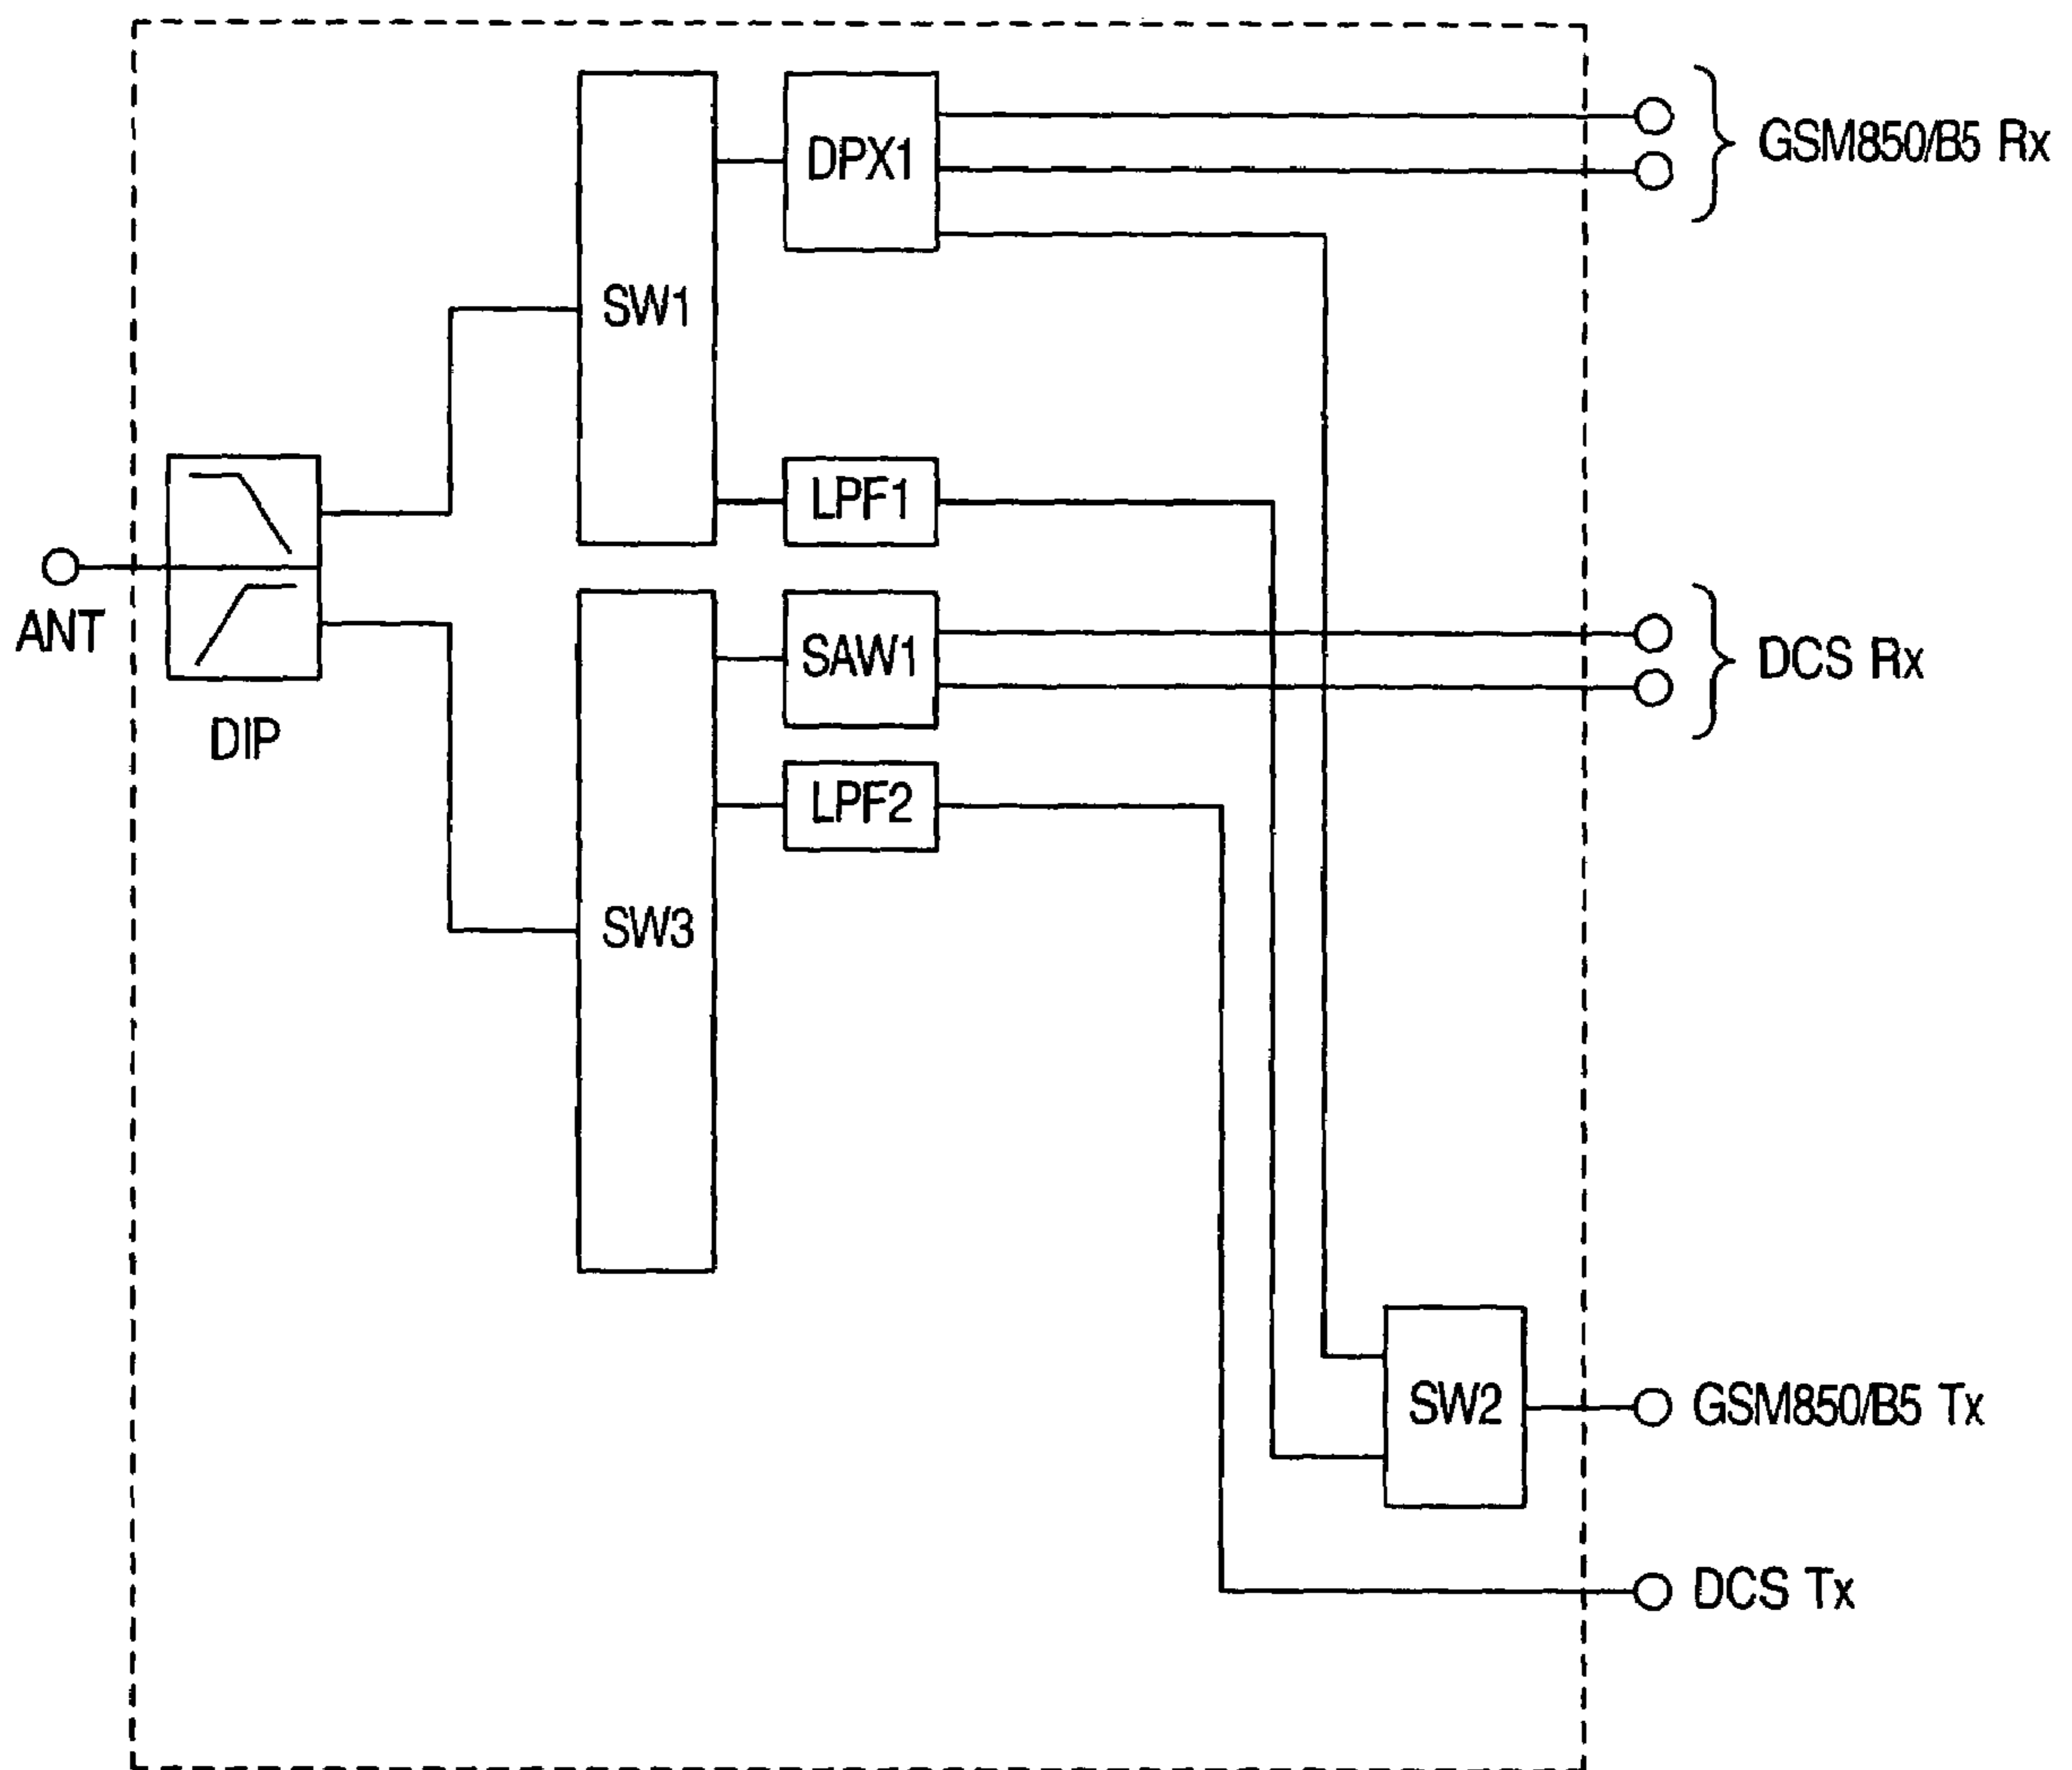 DPX1
GSM850/B5 Rx
SW1
LPF1
ANT
SAW1
DCS Rx
DIP
LPF2
SW3
SW2
GSM850/B5 Tx
DCS Tx